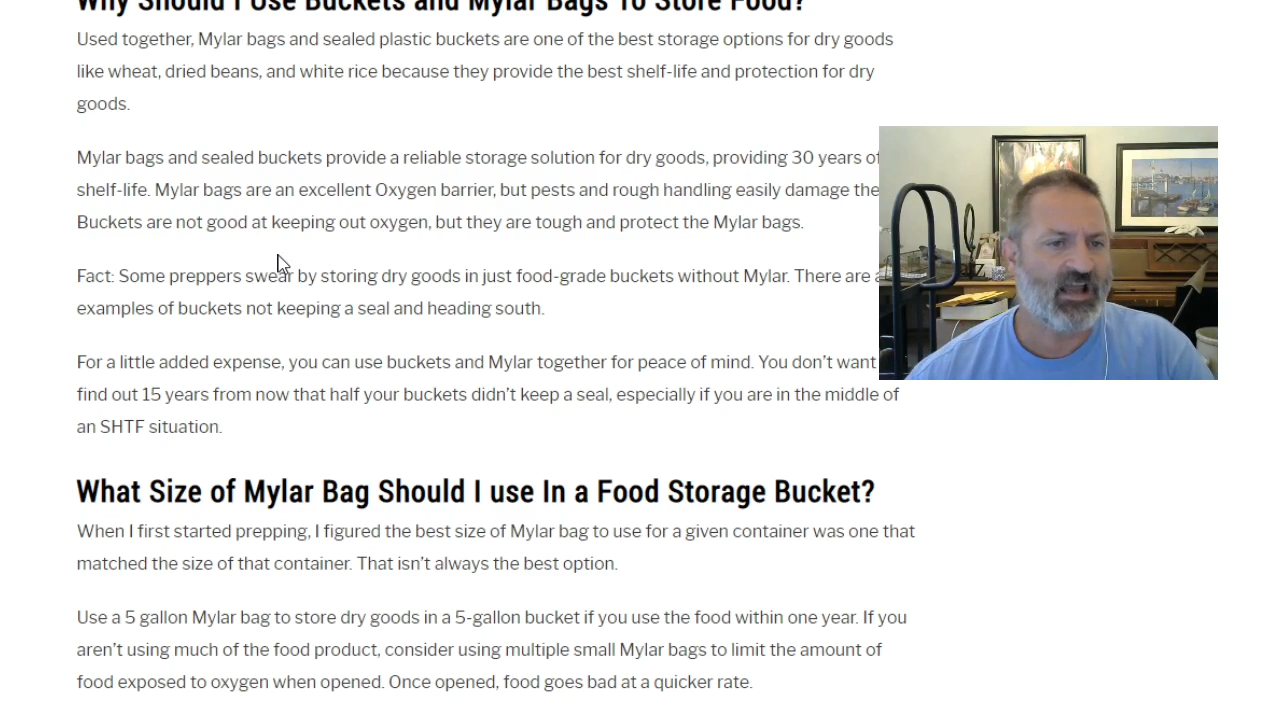 Why Should I Use Buckets and Mylar Bags To Store Food?
Used together, Mylar bags and sealed plastic buckets are one of the best storage options for dry goods
like wheat, dried beans, and white rice because they provide the best shelf-life and protection for dry
goods.
Mylar bags and sealed buckets provide a reliable storage solution for dry goods, providing 30 years of
shelf-life. Mylar bags are an excellent Oxygen barrier, but pests and rough handling easily damage the
Buckets are not good at keeping out oxygen, but they are tough and protect the Mylar bags.
Fact: Some preppers swear by storing dry goods in just food-grade buckets without Mylar. There are
examples of buckets not keeping a seal and heading south.
For a little added expense, you can use buckets and Mylar together for peace of mind. You don’t want
find out 15 years from now that half your buckets didn’t keep a seal, especially if you are in the middle of
an SHTF situation.
What Size of Mylar Bag Should I use In a Food Storage Bucket?
When I first started prepping, I figured the best size of Mylar bag to use for a given container was one that
matched the size of that container. That isn’t always the best option.
Use a 5 gallon Mylar bag to store dry goods in a 5-gallon bucket if you use the food within one year. If you
aren’t using much of the food product, consider using multiple small Mylar bags to limit the amount of
food exposed to oxygen when opened. Once opened, food goes bad at a quicker rate.